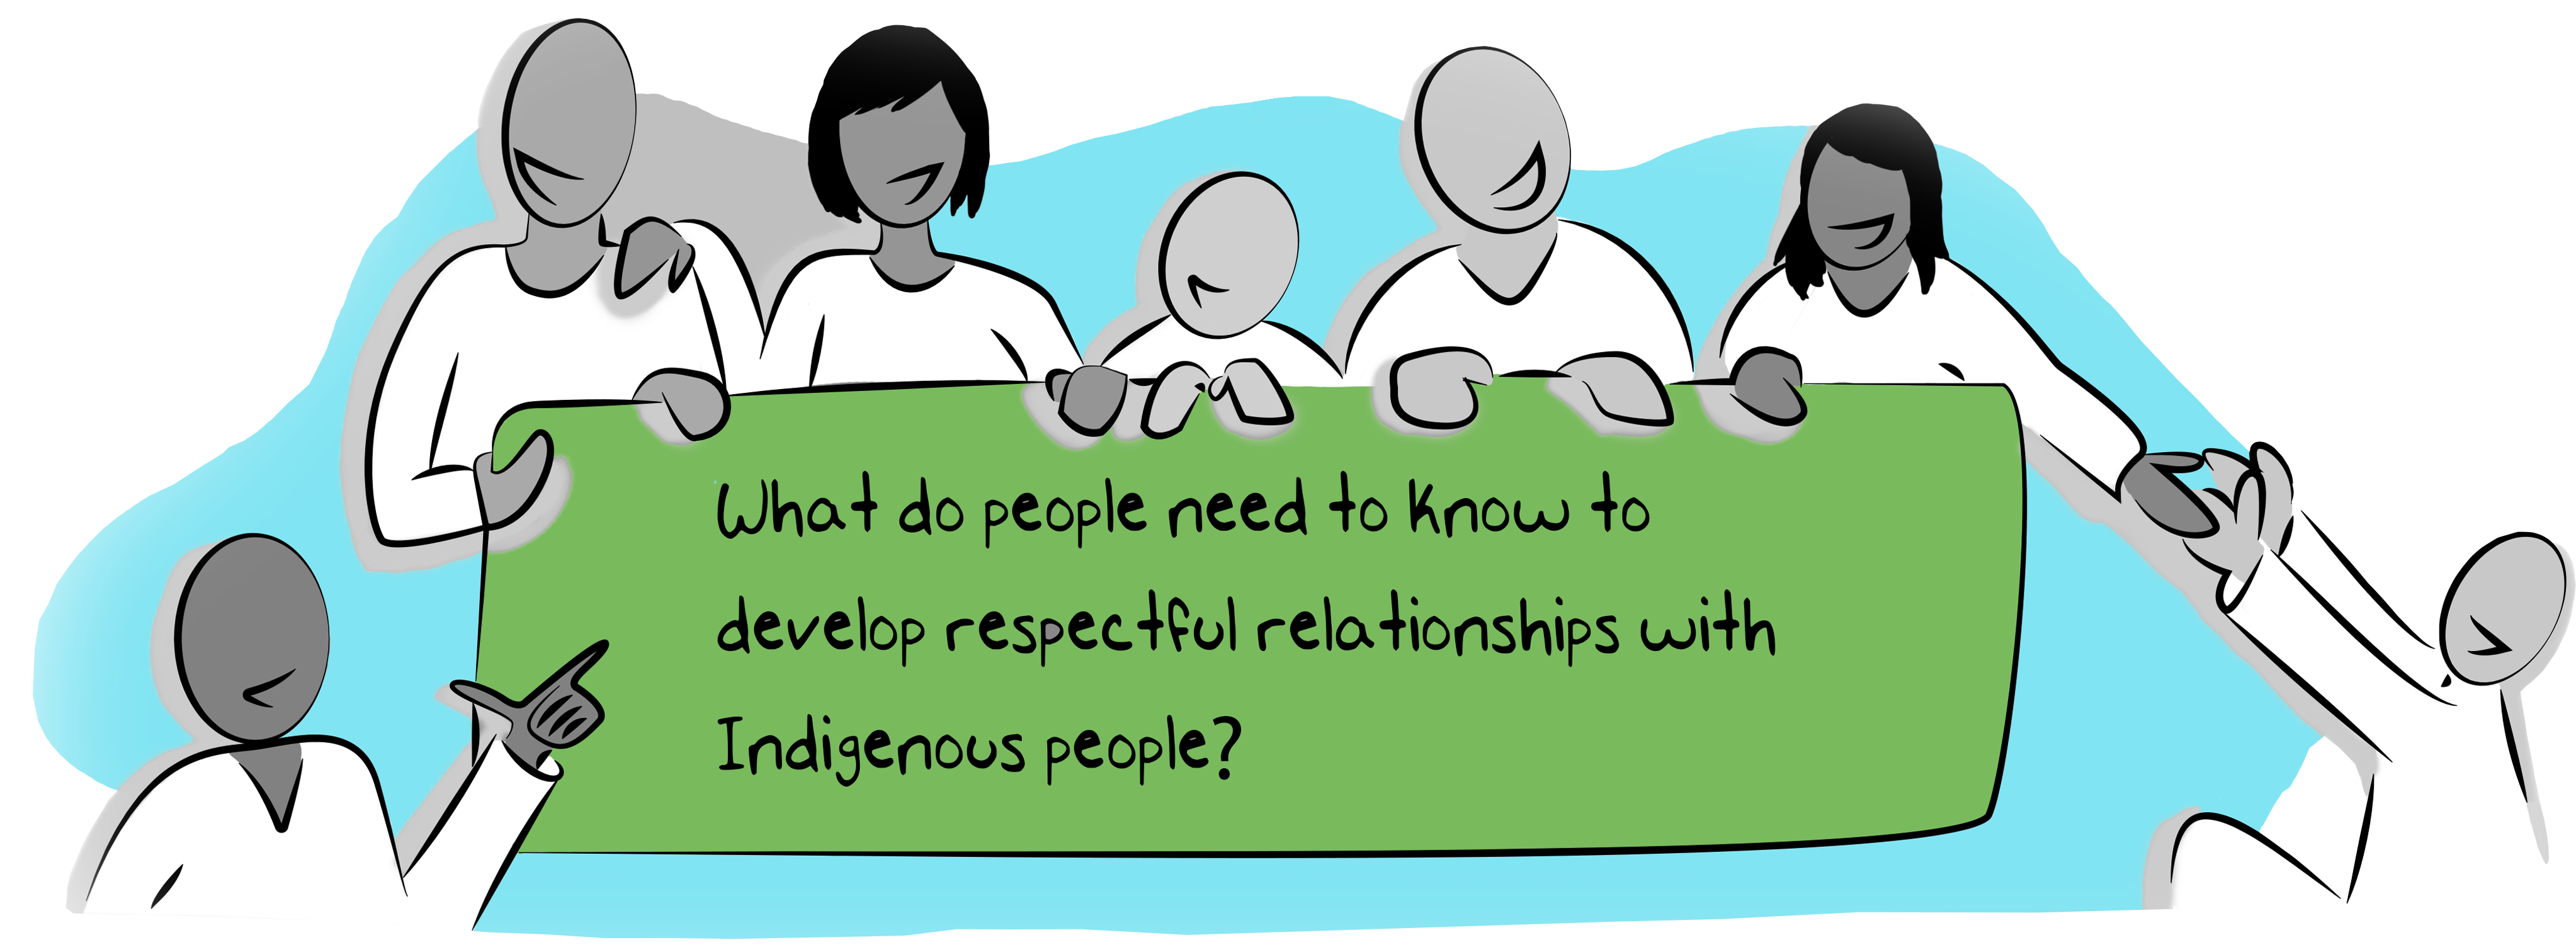 What do people need to know to
develop respectful relationships with
Indigenous people?